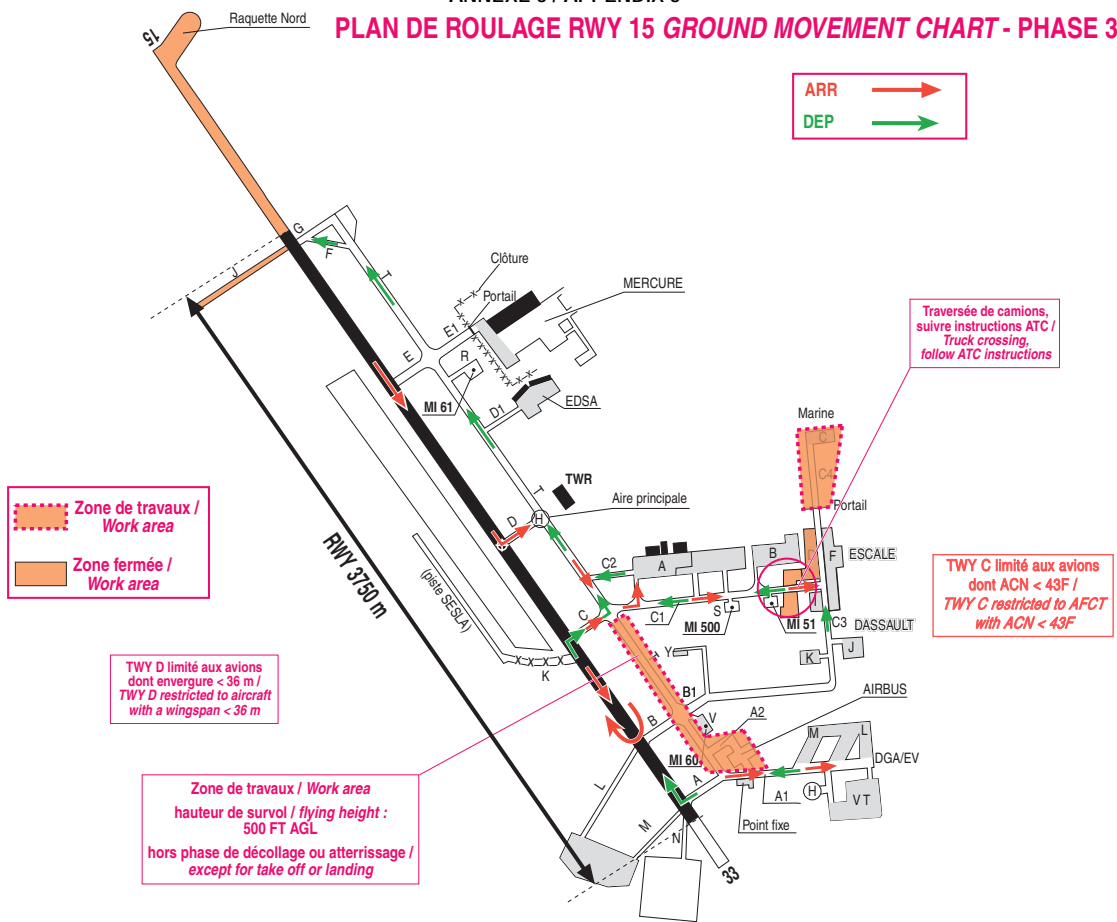 PLAN DE ROULAGE RWY 15 GROUND MOVEMENT CHART - PHASE 3
Raquette Nord
15
ARR
DEP
G
F
J
T
Clôture
Portail
MERCURE
E1
E
R
MI 61
D1
EDSA
Traversée de camions,
suivre instructions ATC /
Truck crossing,
follow ATC instructions
Marine
C
C4
Portail
Zone de travaux /
Work area
Zone fermée /
Work area
TWR
T
Aire principale
D
H
RWY 3750 m
(piste SESLA)
C2
A
B
F
ESCALE
TWY C limité aux avions
dont ACN < 43F /
TWY C restricted to AFCT
with ACN < 43F
C
C1
S
MI 500
MI 51
C3
DASSAULT
K
J
K
Y
TWY D limité aux avions
dont envergure < 36 m /
TWY D restricted to aircraft
with a wingspan < 36 m
B1
B
V
A2
AIRBUS
MI 60
M
L
DGA/EV
A
A1
H
VT
Point fixe
L
M
N
33
Zone de travaux / Work area
hauteur de survol / flying height :
500 FT AGL
hors phase de décollage ou atterrissage /
except for take off or landing